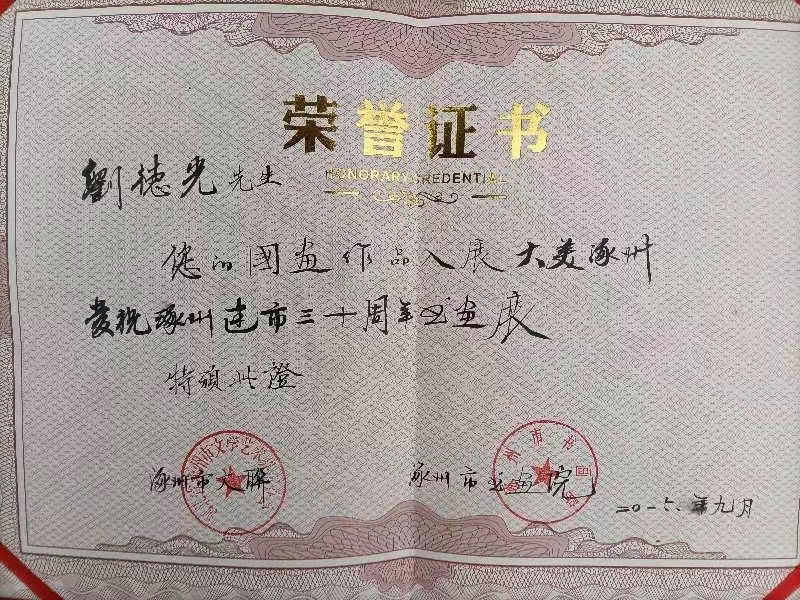 荣誉证书
HONORARY CREDENTIAL
劉德光先生
您的國画作品入展大美涿州
庆祝涿州建市三十周年书画展
特颁此證
涿州市文联
涿州市书画院
二〇一六年九月